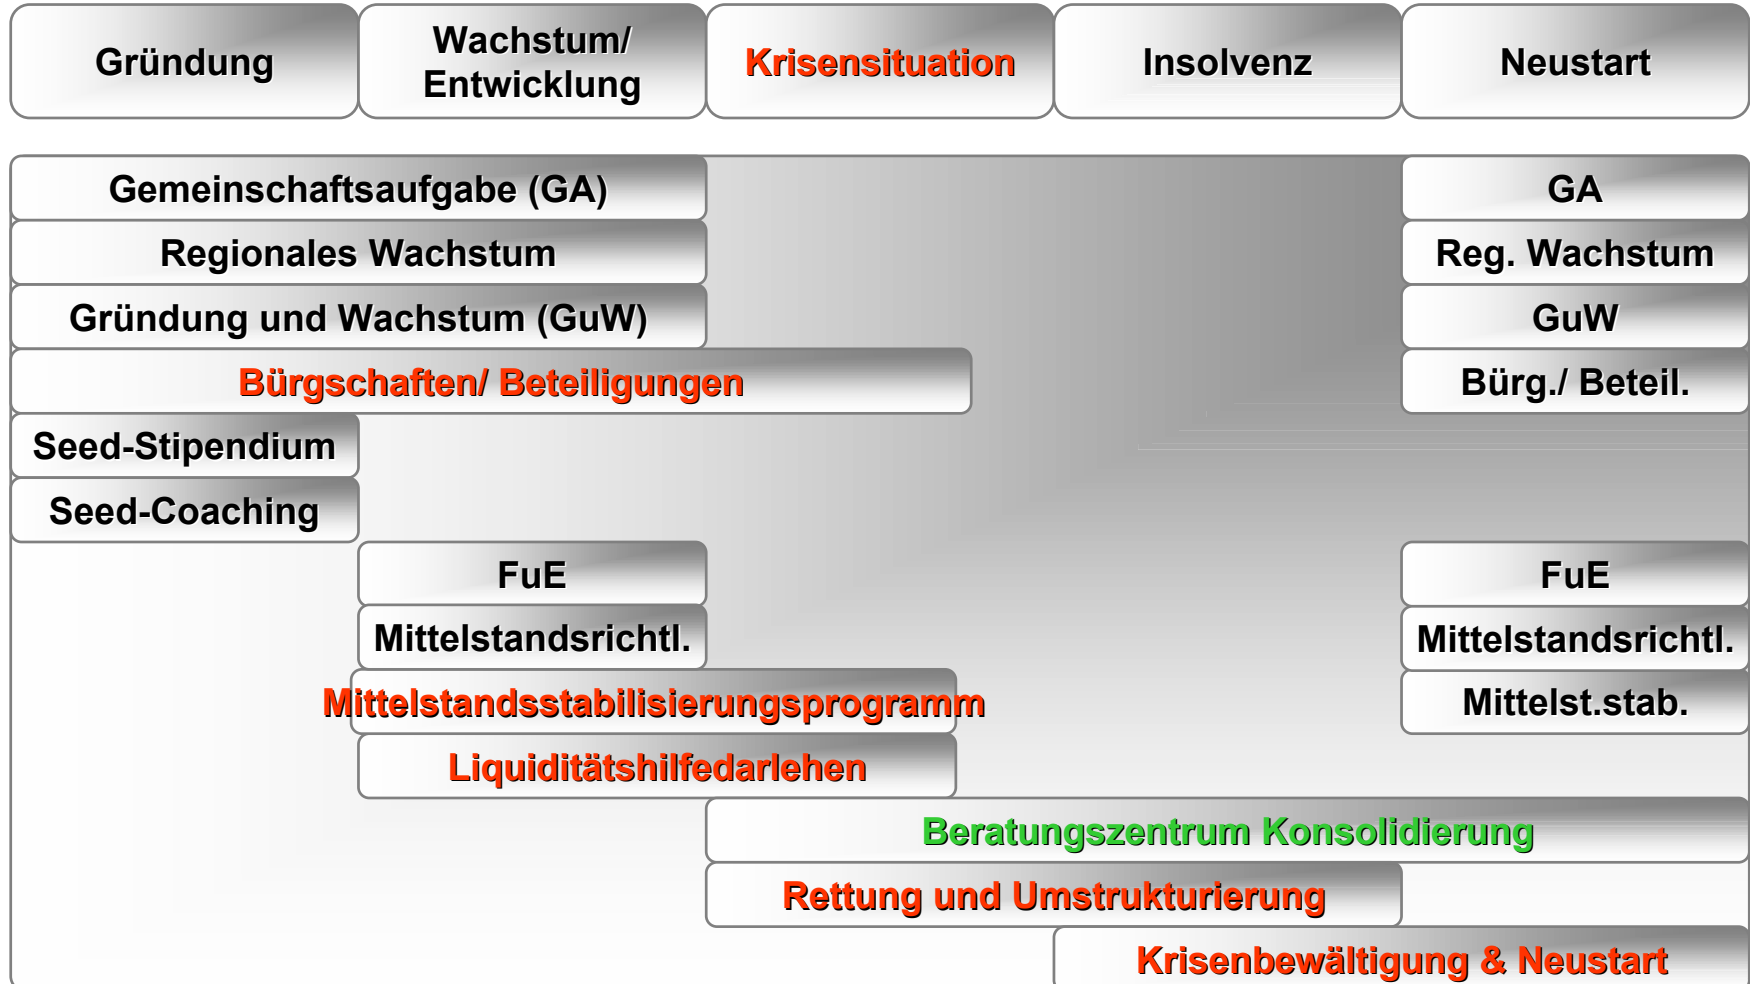 Gründung
Wachstum/
Entwicklung
Krisensituation
Insolvenz
Neustart
Gemeinschaftsaufgabe (GA)
GA
Regionales Wachstum
Reg. Wachstum
Gründung und Wachstum (GuW)
GuW
Bürgschaften/ Beteiligungen
Bürg./ Beteil.
Seed-Stipendium
Seed-Coaching
FuE
FuE
Mittelstandsrichtl.
Mittelstandsrichtl.
Mittelstandsstabilisierungsprogramm
Mittelst.stab.
Liquiditätshilfedarlehen
Beratungszentrum Konsolidierung
Rettung und Umstrukturierung
Krisenbewältigung & Neustart